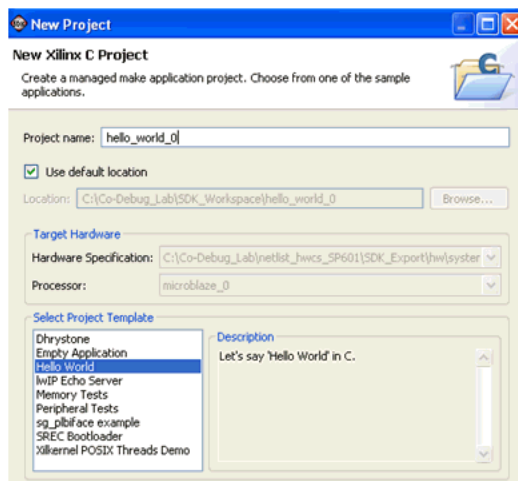 New Project
New Xilinx C Project
Create a managed make application project. Choose from one of the sample
applications.
Project name: hello_world_0
Use default location
Location: C:\Co-Debug_Lab\SDK_Workspace\hello_world_0 Browse...
Target Hardware
Hardware Specification: C:\Co-Debug_Lab\netlist_hwcs_SP601\SDK_Export\hw\system
Processor: microblaze_0
Select Project Template
Dhrystone
Empty Application
Hello World
lwIP Echo Server
Memory Tests
Peripheral Tests
sg_plbiface example
SREC Bootloader
Xilkernel POSIX Threads Demo
Description
Let's say 'Hello World' in C.